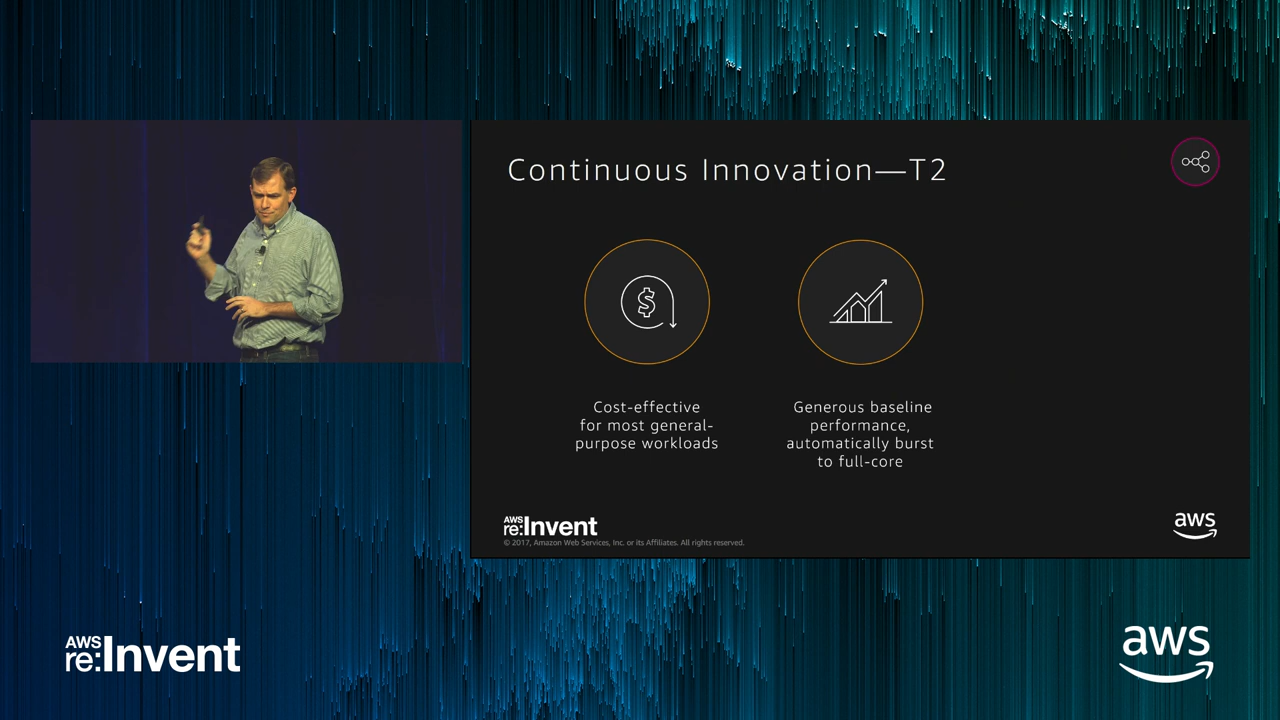 Continuous Innovation—T2
$
Cost-effective
for most general-
purpose workloads
Generous baseline
performance,
automatically burst
to full-core
AWS
re:Invent
© 2017, Amazon Web Services, Inc. or its Affiliates. All rights reserved.
aws
AWS
re:Invent
aws